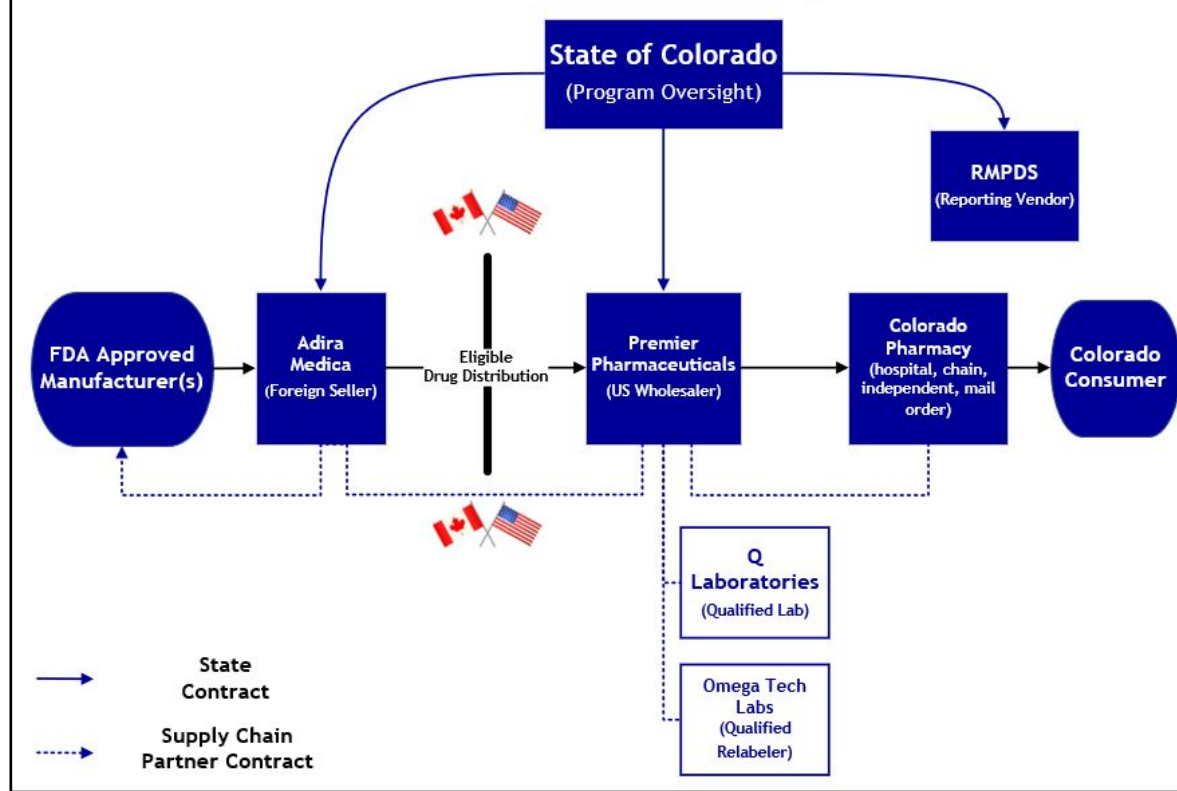 State of Colorado
(Program Oversight)
RMPDS
(Reporting Vendor)
FDA Approved
Manufacturer(s)
Adira
Medica
(Foreign Seller)
Eligible
Drug Distribution
Premier
Pharmaceuticals
(US Wholesaler)
Colorado
Pharmacy
(hospital, chain,
independent, mail
order)
Colorado
Consumer
Q
Laboratories
(Qualified Lab)
Omega Tech
Labs
(Qualified
Relabeler)
State
Contract
Supply Chain
Partner Contract